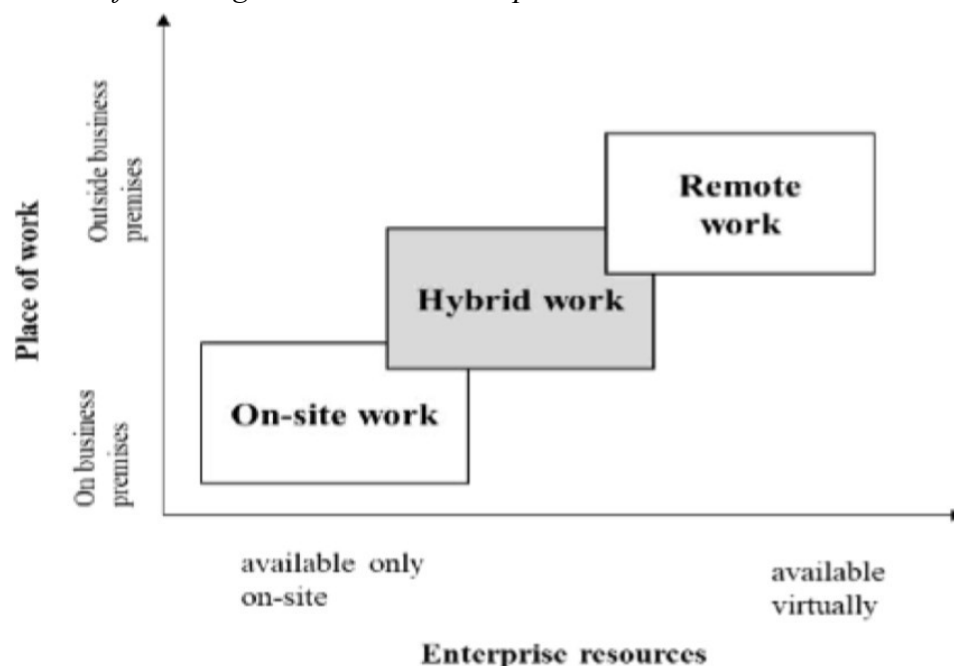 Place of work
Outside business
premises
On business
premises
Remote
work
Hybrid work
On-site work
available only
on-site
available
virtually
Enterprise resources